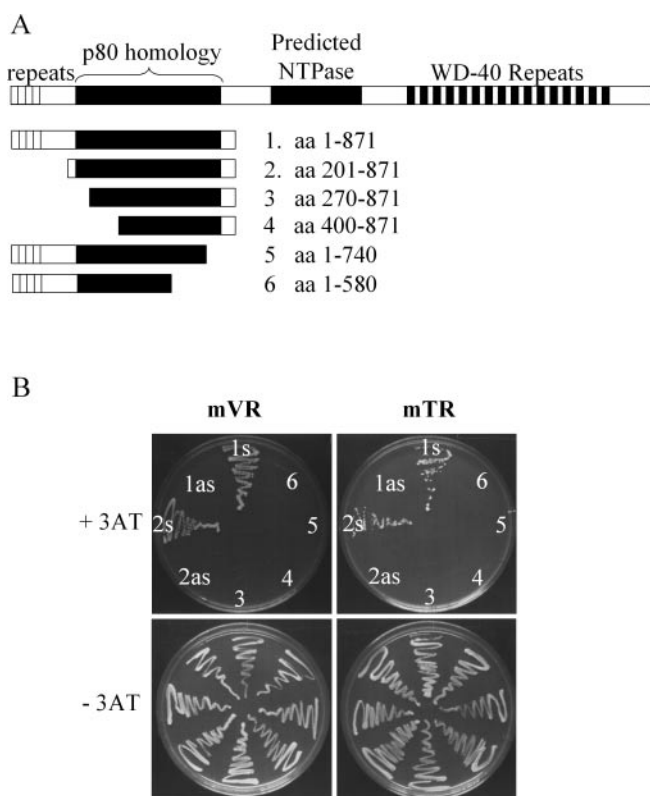 A
repeats
p80 homology
Predicted
NTPase
WD-40 Repeats
1. aa 1-871
2. aa 201-871
3 aa 270-871
4 aa 400-871
5 aa 1-740
6 aa 1-580
B
mVR mTR
+ 3AT
1s
1as
6
2s
5
2as
4
3
1s
1as
6
2s
5
2as
4
3
- 3AT